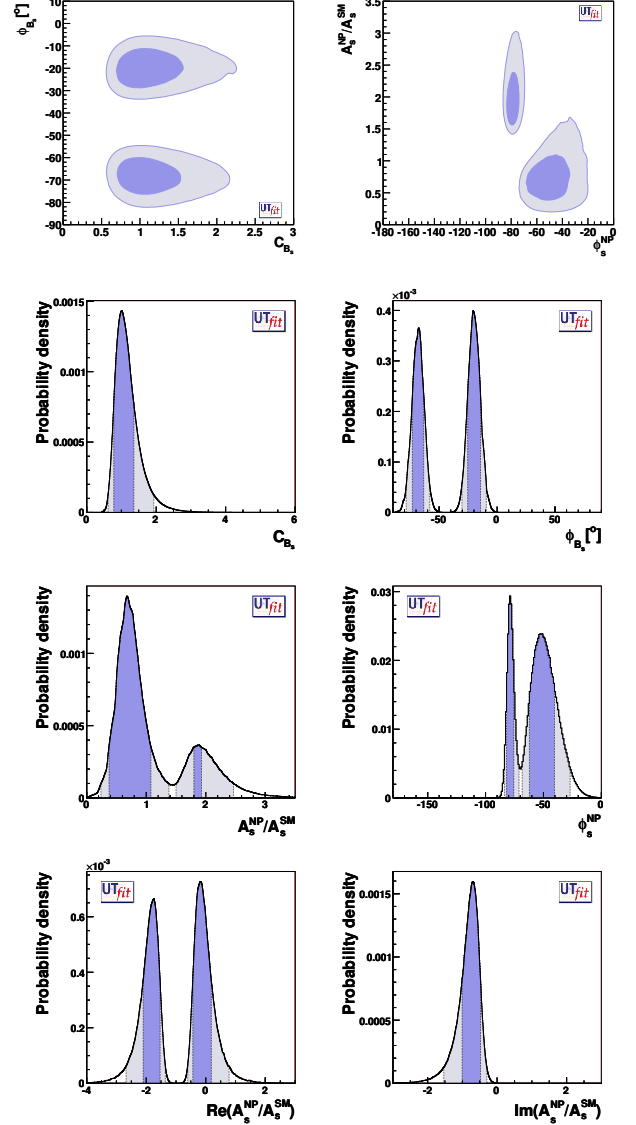 ϕ_Bs[°]
10
0
-10
-20
-30
-40
-50
-60
-70
-80
-90
0 0.5 1 1.5 2 2.5 3
C_Bs
UTfit
A_s^NP/A_s^SM
3.5
3
2.5
2
1.5
1
0.5
0
-180 -160 -140 -120 -100 -80 -60 -40 -20 0
ϕ_s^NP
UTfit
Probability density
0.0015
0.001
0.0005
0
0 2 4 6
C_Bs
UTfit
Probability density
×10^-3
0.4
0.3
0.2
0.1
0
-50 0 50
ϕ_Bs[°]
UTfit
Probability density
0.001
0.0005
0
0 1 2 3
A_s^NP/A_s^SM
UTfit
Probability density
0.03
0.02
0.01
0
-150 -100 -50 0
ϕ_s^NP
UTfit
Probability density
×10^-3
0.6
0.4
0.2
0
-4 -2 0 2
Re(A_s^NP/A_s^SM)
UTfit
Probability density
0.0015
0.001
0.0005
0
-2 0 2
Im(A_s^NP/A_s^SM)
UTfit